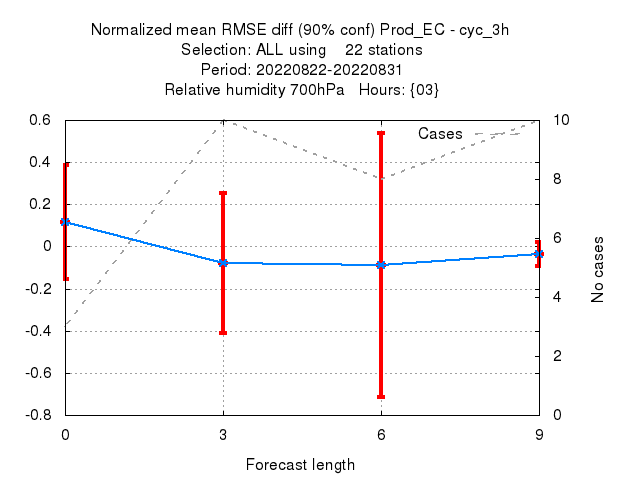 Normalized mean RMSE diff (90% conf) Prod_EC - cyc_3h
Selection: ALL using    22 stations
Period: 20220822-20220831
Relative humidity 700hPa   Hours: {03}
Cases
0.6
0.4
0.2
0
-0.2
-0.4
-0.6
-0.8
10
8
6
4
2
0
No cases
0
3
6
9
Forecast length